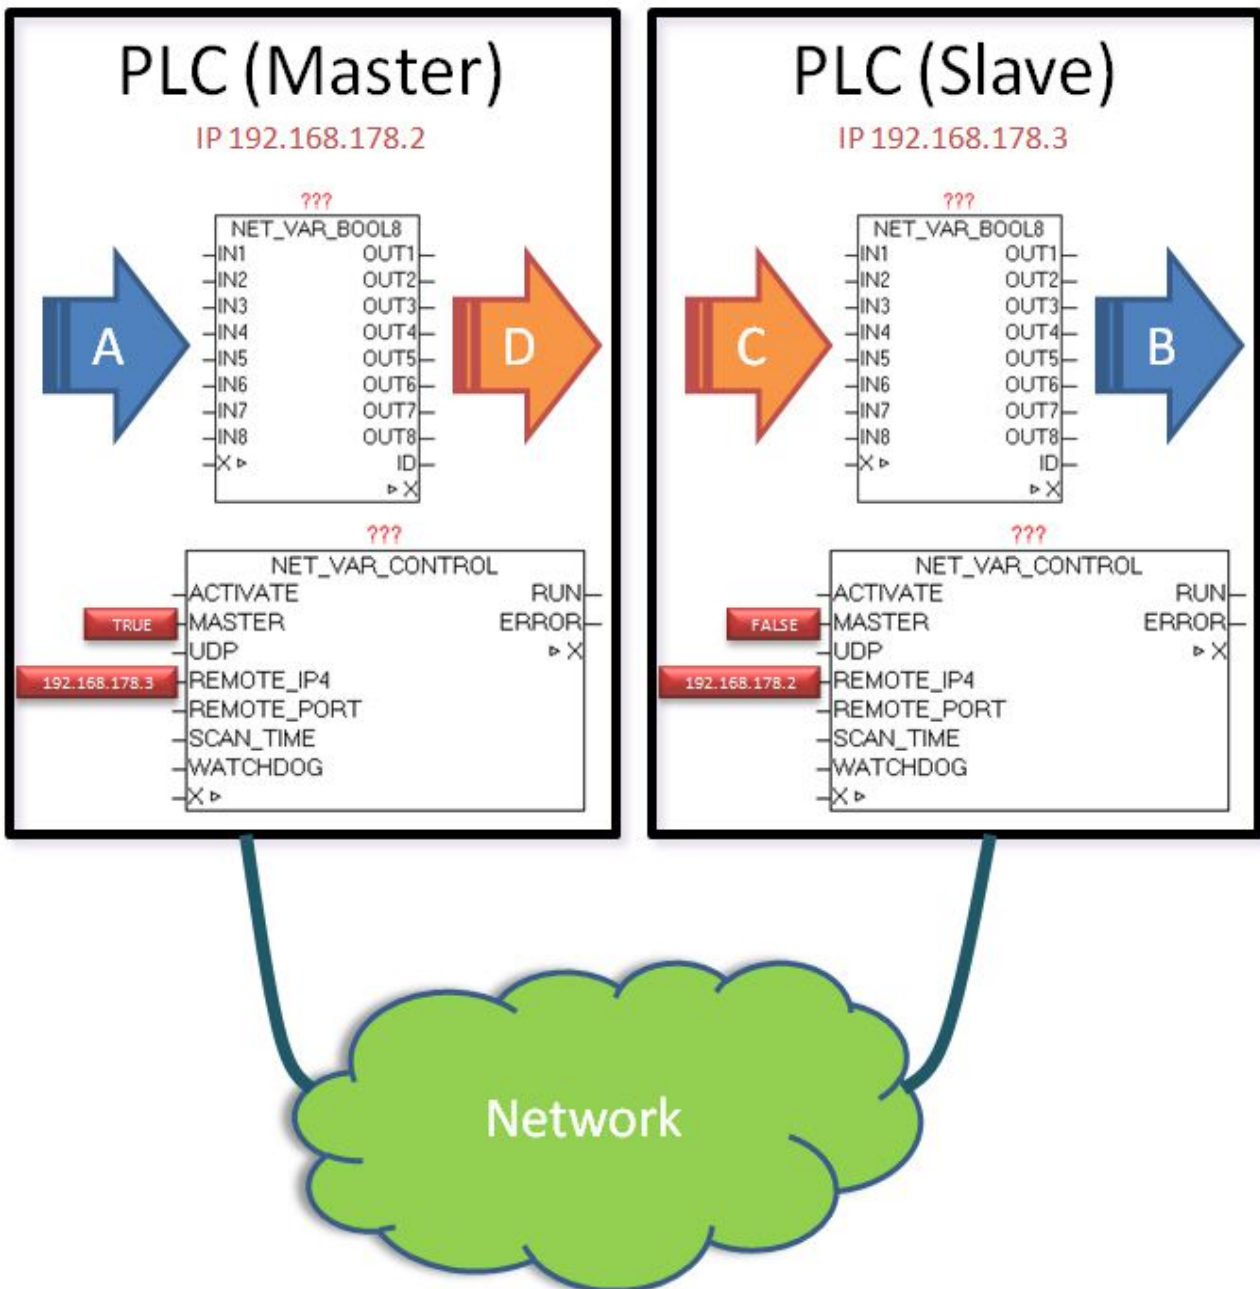 PLC (Master)
IP 192.168.178.2
???
NET_VAR_BOOL8
IN1 OUT1
IN2 OUT2
IN3 OUT3
IN4 OUT4
IN5 OUT5
IN6 OUT6
IN7 OUT7
IN8 OUT8
X ▹ ID
▹ X
A
D
???
NET_VAR_CONTROL
ACTIVATE RUN
TRUE MASTER ERROR
UDP ▹ X
192.168.178.3 REMOTE_IP4
REMOTE_PORT
SCAN_TIME
WATCHDOG
X ▹
PLC (Slave)
IP 192.168.178.3
???
NET_VAR_BOOL8
IN1 OUT1
IN2 OUT2
IN3 OUT3
IN4 OUT4
IN5 OUT5
IN6 OUT6
IN7 OUT7
IN8 OUT8
X ▹ ID
▹ X
C
B
???
NET_VAR_CONTROL
ACTIVATE RUN
FALSE MASTER ERROR
UDP ▹ X
192.168.178.2 REMOTE_IP4
REMOTE_PORT
SCAN_TIME
WATCHDOG
X ▹
Network